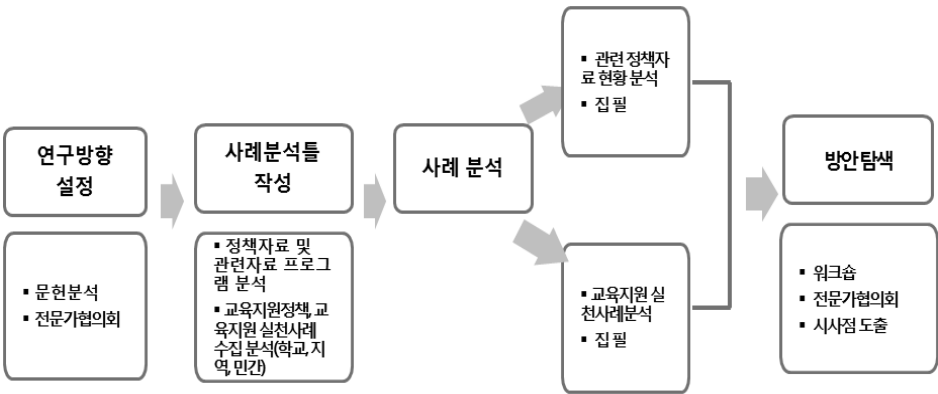 연구방향
설정
▪ 문헌분석
▪ 전문가협의회
사례분석틀
작성
▪ 정책자료 및
관련자료 프로그
램 분석
▪ 교육지원정책, 교
육지원 실천사례
수집 분석(학교, 지
역, 민간)
사례 분석
▪ 관련 정책자
료 현황 분석
▪ 집 필
▪ 교육지원 실
천사례분석
▪ 집 필
방안탐색
▪ 워크숍
▪ 전문가협의회
▪ 시사점 도출